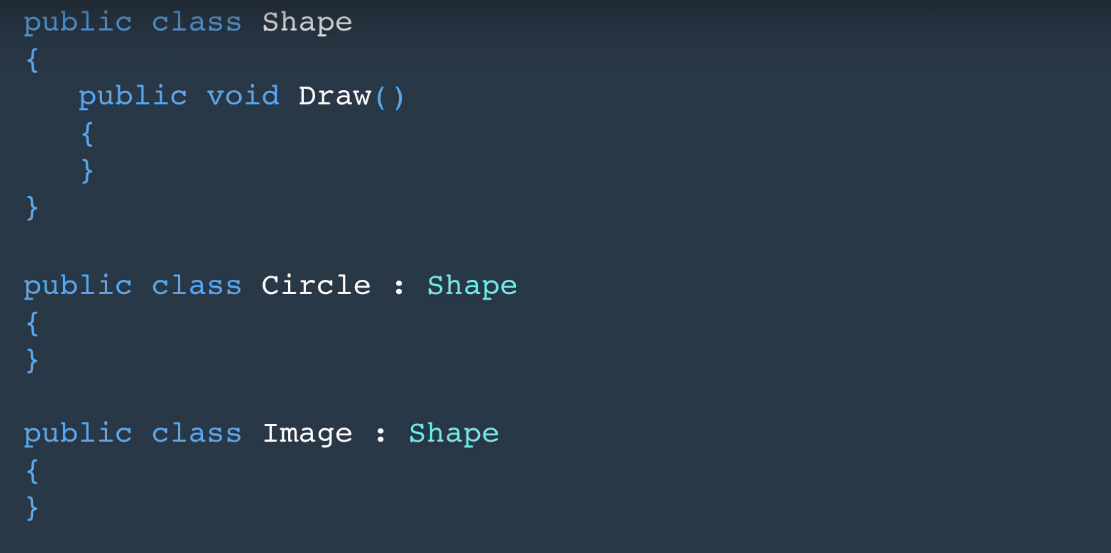 public class Shape
{
public void Draw()
{
}
}
public class Circle : Shape
{
}
public class Image : Shape
{
}